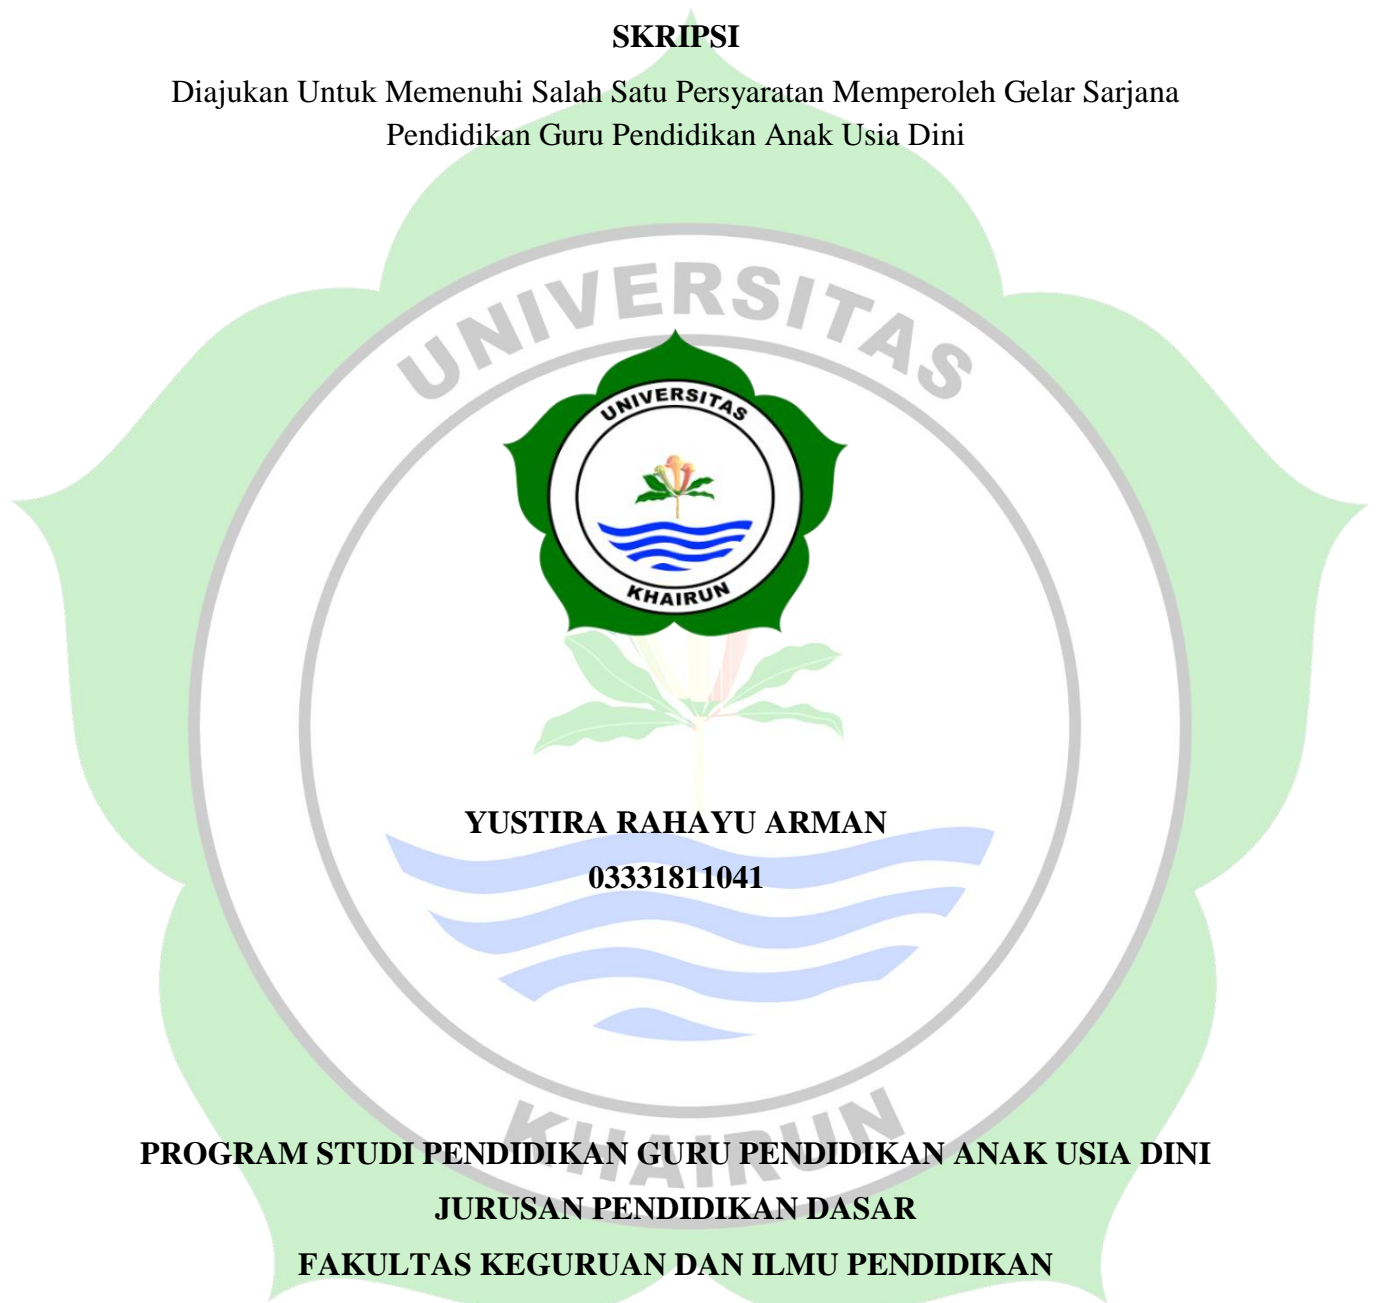 SKRIPSI
Diajukan Untuk Memenuhi Salah Satu Persyaratan Memperoleh Gelar Sarjana
Pendidikan Guru Pendidikan Anak Usia Dini
UNIVERSITAS
UNIVERSITAS
KHAIRUN
YUSTIRA RAHAYU ARMAN
03331811041
KHAIRUN
PROGRAM STUDI PENDIDIKAN GURU PENDIDIKAN ANAK USIA DINI
JURUSAN PENDIDIKAN DASAR
FAKULTAS KEGURUAN DAN ILMU PENDIDIKAN